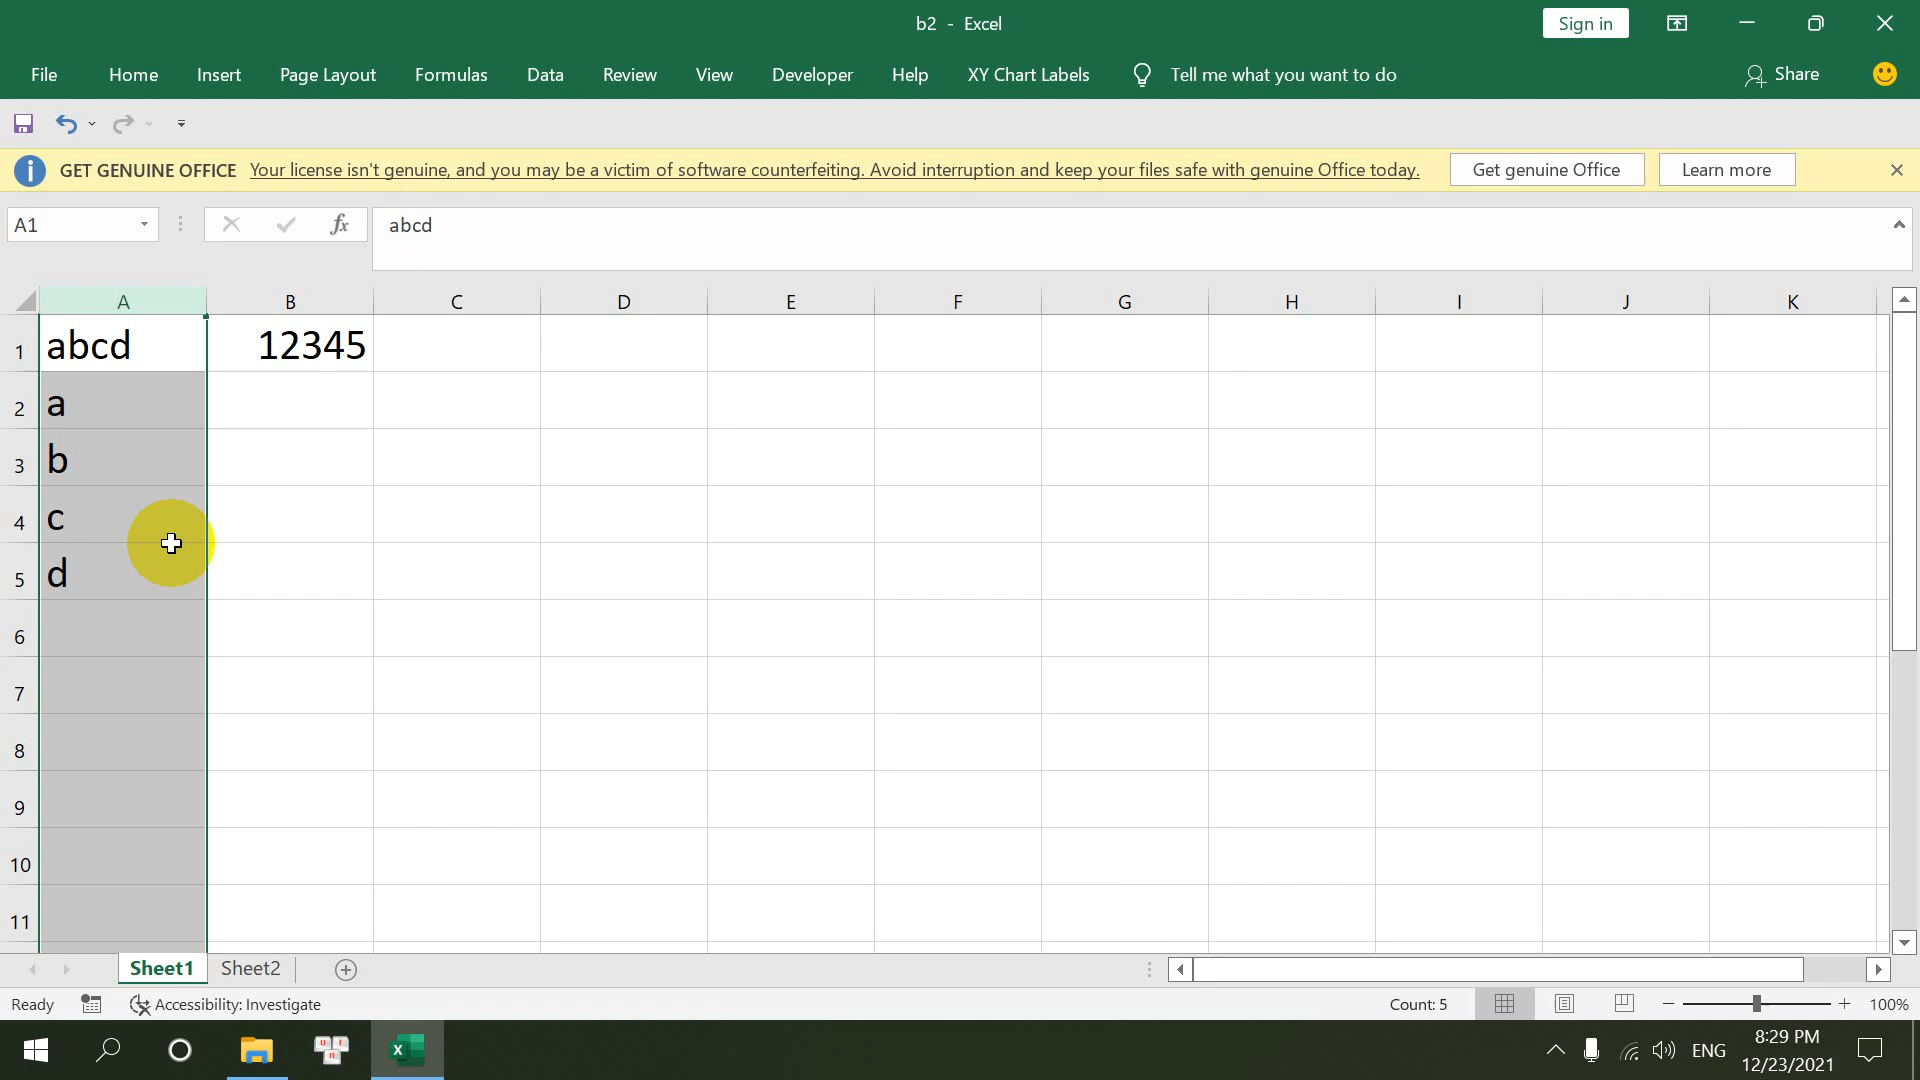 b2 - Excel
Sign in
File Home Insert Page Layout Formulas Data Review View Developer Help XY Chart Labels Tell me what you want to do Share
GET GENUINE OFFICE Your license isn't genuine, and you may be a victim of software counterfeiting. Avoid interruption and keep your files safe with genuine Office today. Get genuine Office Learn more
A1 fx abcd
A B C D E F G H I J K
1 abcd 12345
2 a
3 b
4 c
5 d
6
7
8
9
10
11
Sheet1 Sheet2
Ready Accessibility: Investigate Count: 5 100%
u i n
X
ENG
8:29 PM
12/23/2021